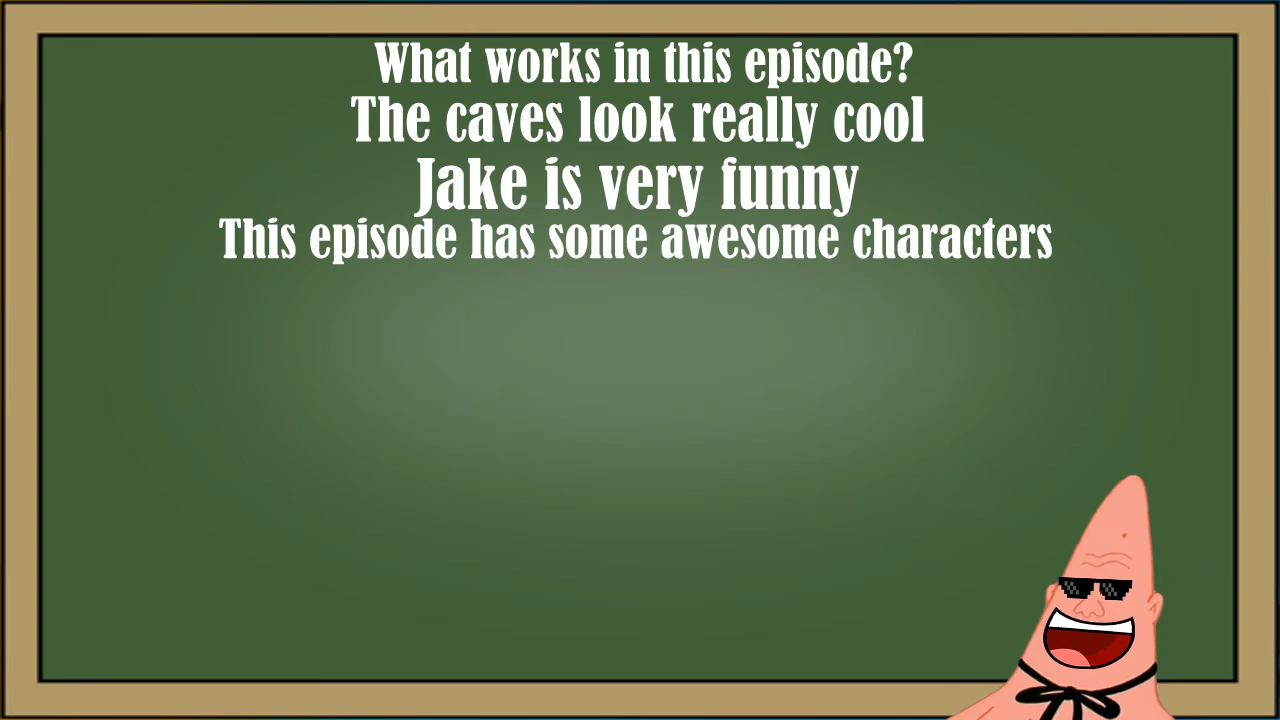 What works in this episode?
The caves look really cool
Jake is very funny
This episode has some awesome characters